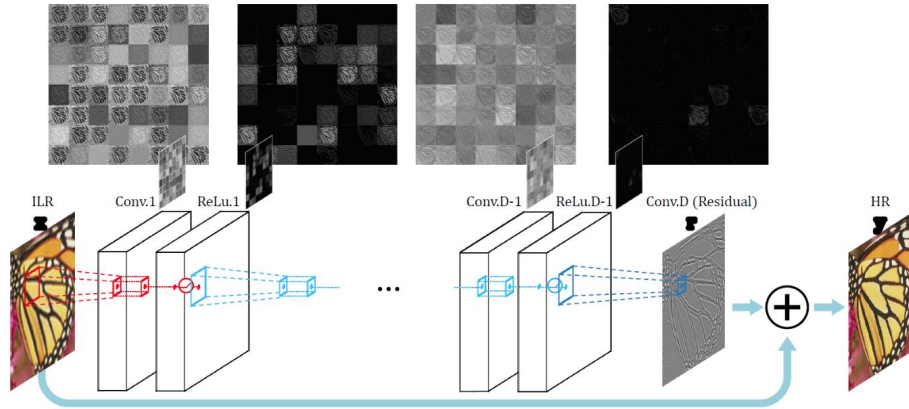 ILR
x
Conv.1
ReLu.1
Conv.D-1
ReLu.D-1
Conv.D (Residual)
r
HR
y
...